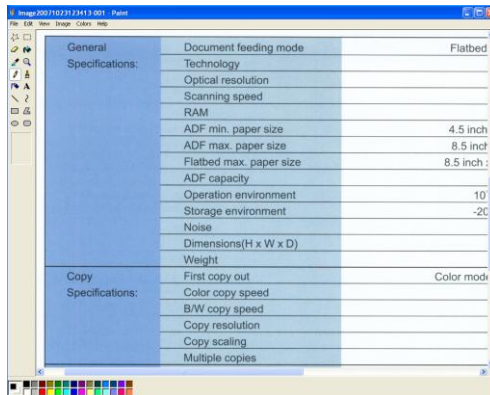 Image20071023123413-001 - Paint
File Edit View Image Colors Help
General Specifications:
Document feeding mode Flatbed
Technology
Optical resolution
Scanning speed
RAM
ADF min. paper size 4.5 inch
ADF max. paper size 8.5 inch
Flatbed max. paper size 8.5 inch
ADF capacity
Operation environment 10
Storage environment -20
Noise
Dimensions(H x W x D)
Weight
Copy Specifications:
First copy out Color mode
Color copy speed
B/W copy speed
Copy resolution
Copy scaling
Multiple copies